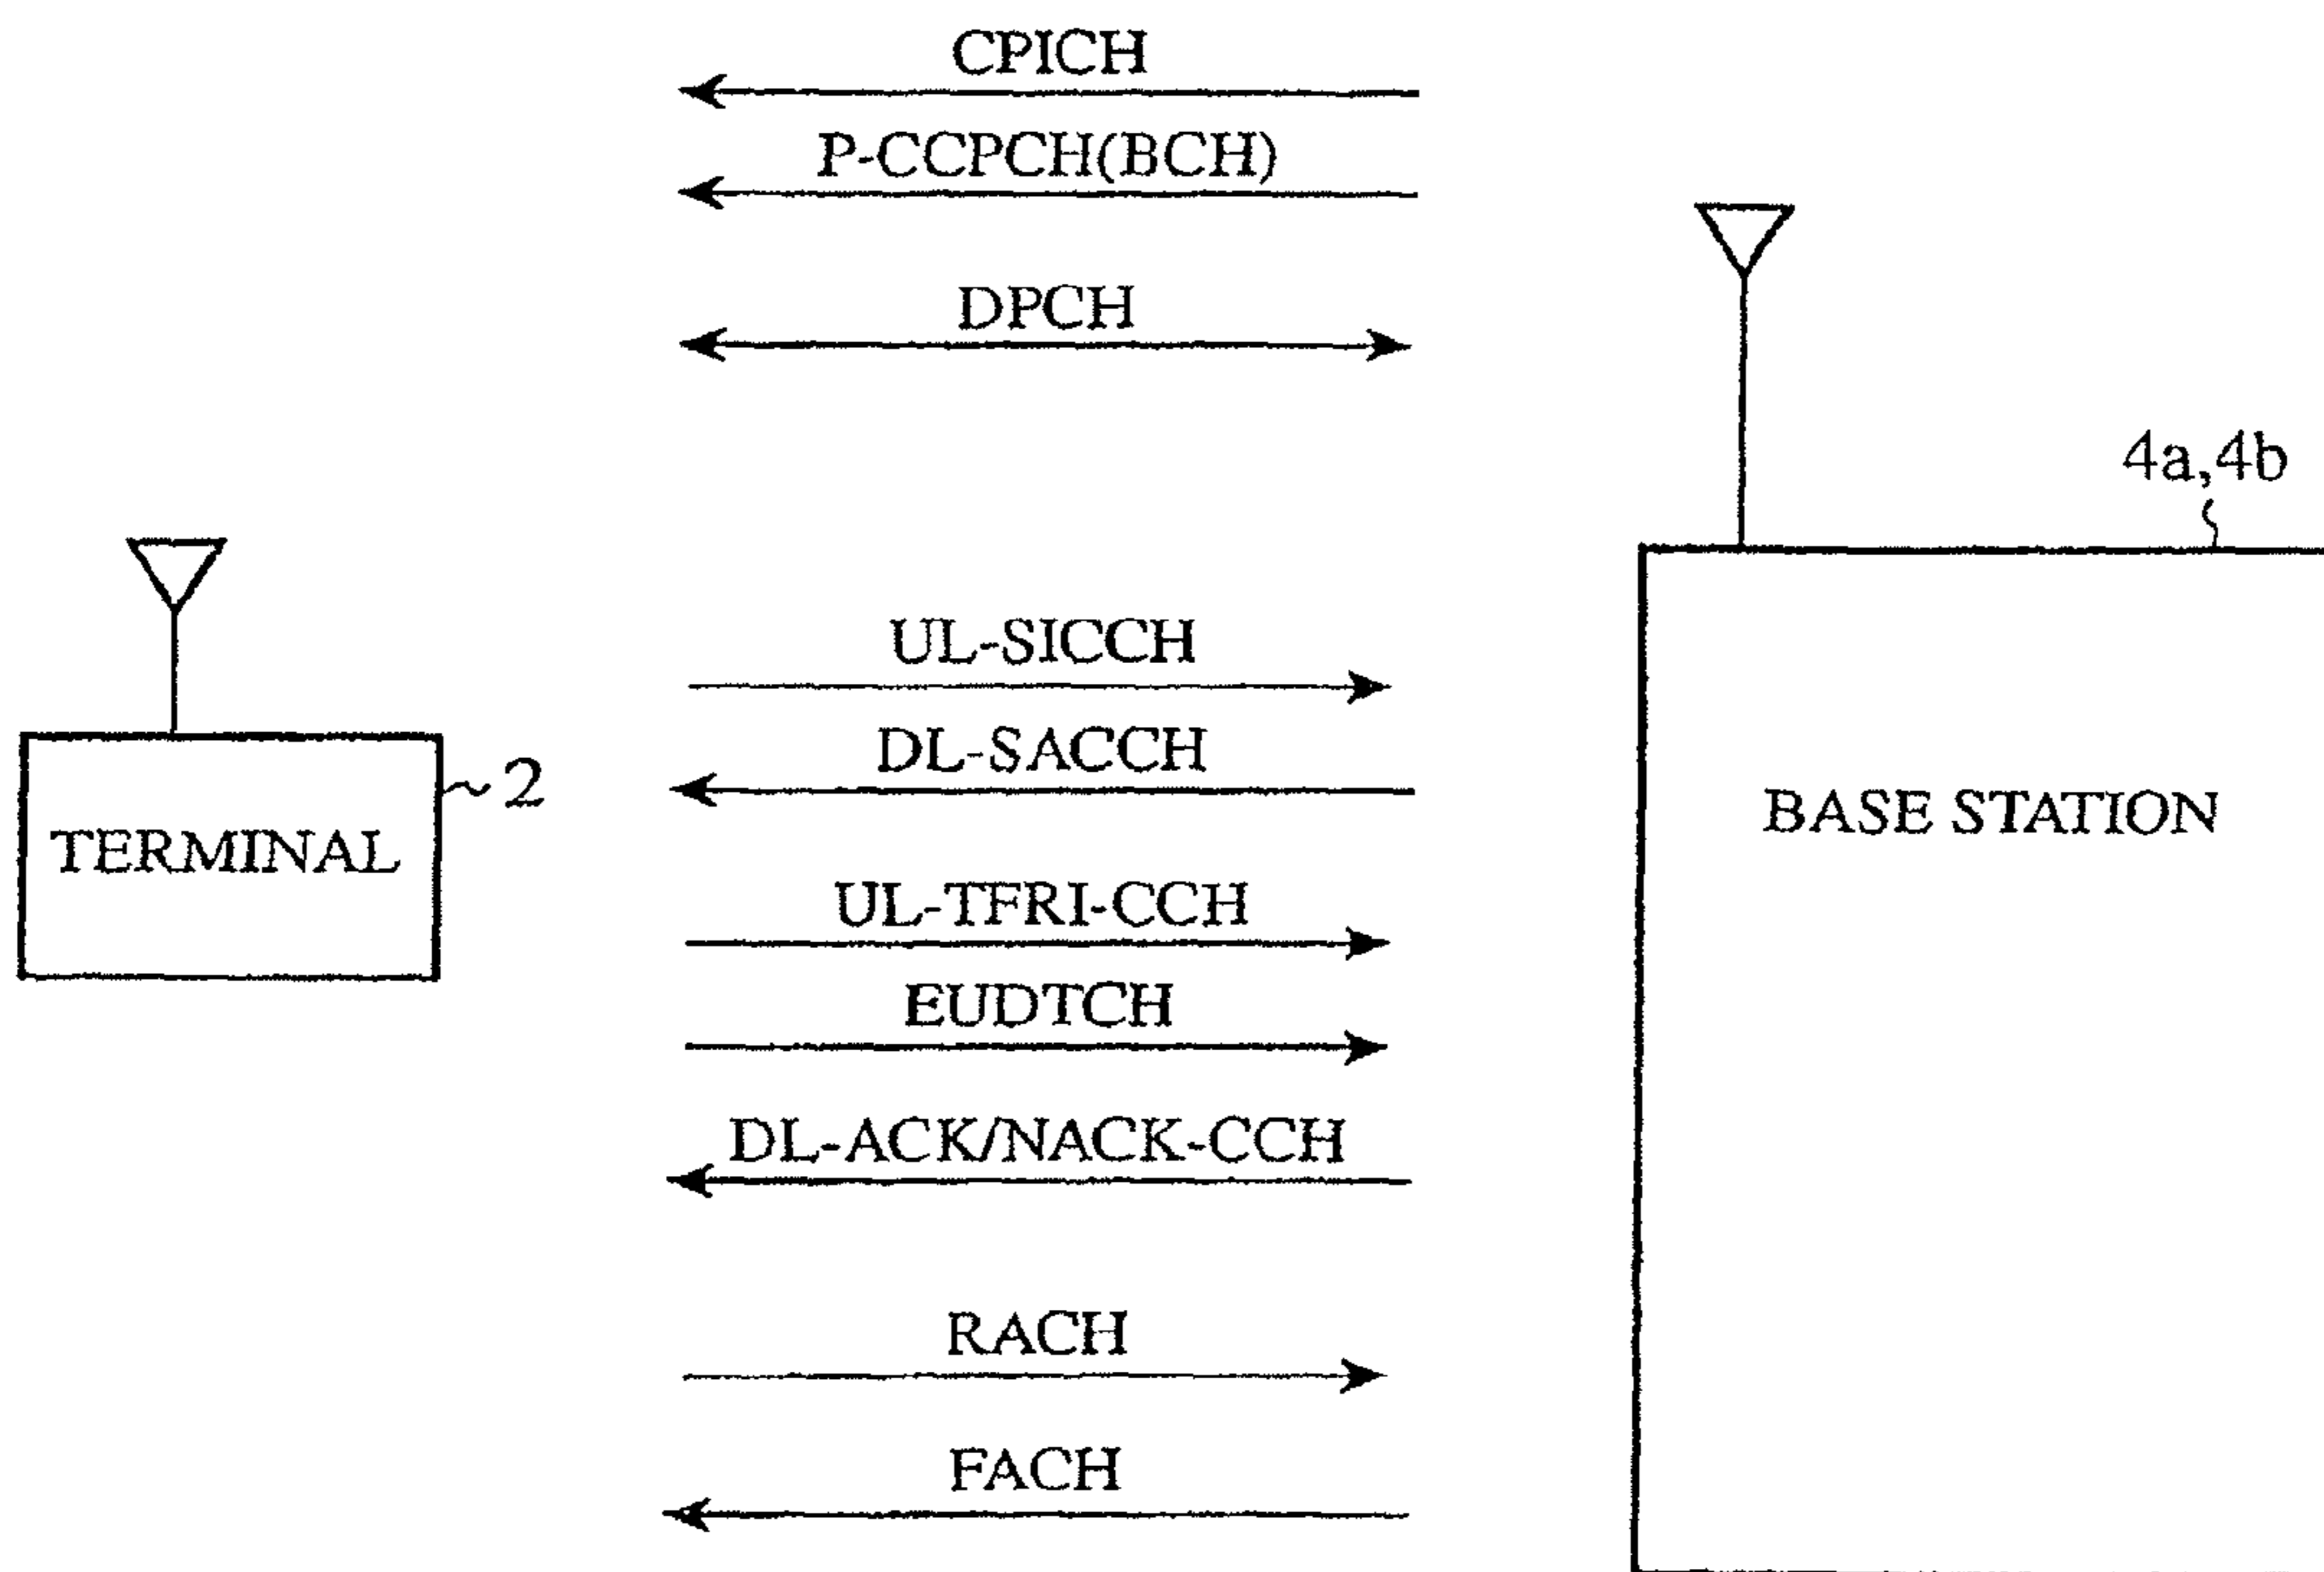 CPICH
P-CCPCH(BCH)
DPCH
4a,4b
UL-SICCH
DL-SACCH
2
TERMINAL
BASE STATION
UL-TFRI-CCH
EUDTCH
DL-ACK/NACK-CCH
RACH
FACH